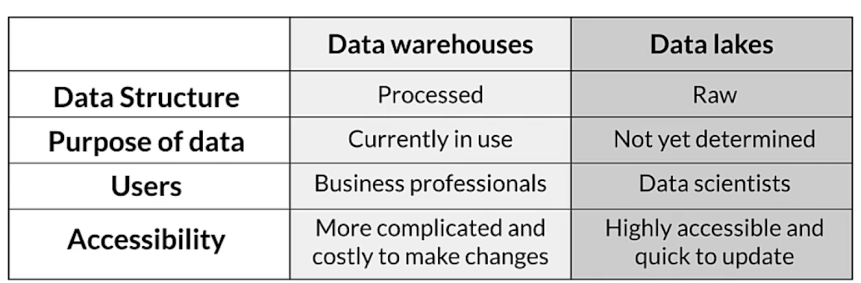 Data warehouses Data lakes
Data Structure Processed Raw
Purpose of data Currently in use Not yet determined
Users Business professionals Data scientists
Accessibility More complicated and costly to make changes Highly accessible and quick to update